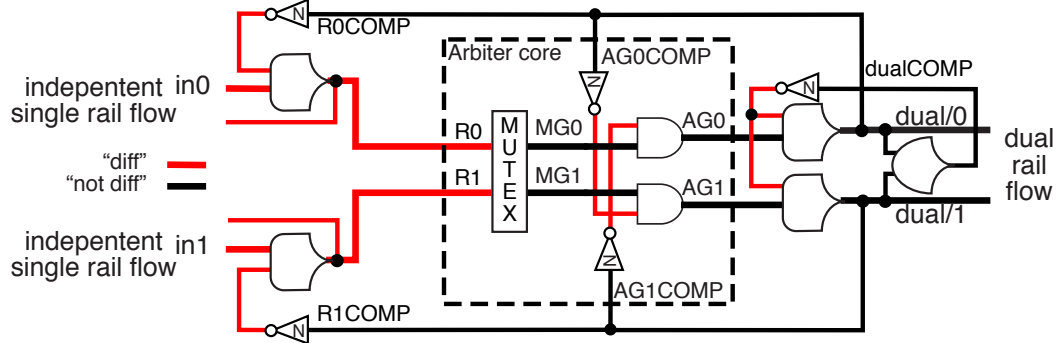 N
R0COMP
Arbiter core
AG0COMP
dualCOMP
N
N
indepentent
single rail flow
in0
dual/0
R0
M
U
T
E
X
MG0
AG0
dual
rail
flow
“diff”
“not diff”
R1
MG1
AG1
dual/1
indepentent
single rail flow
in1
N
AG1COMP
R1COMP
N